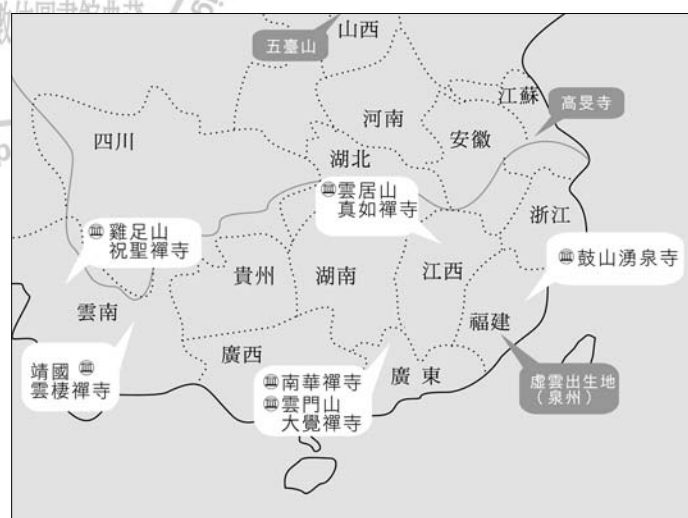 山西
五臺山
江蘇
高旻寺
河南
安徽
四川
湖北
雲居山
真如禪寺
浙江
雞足山
祝聖禪寺
鼓山湧泉寺
貴州
湖南
江西
雲南
福建
廣西
靖國
雲棲禪寺
南華禪寺
雲門山
大覺禪寺
廣東
虛雲出生地
（泉州）